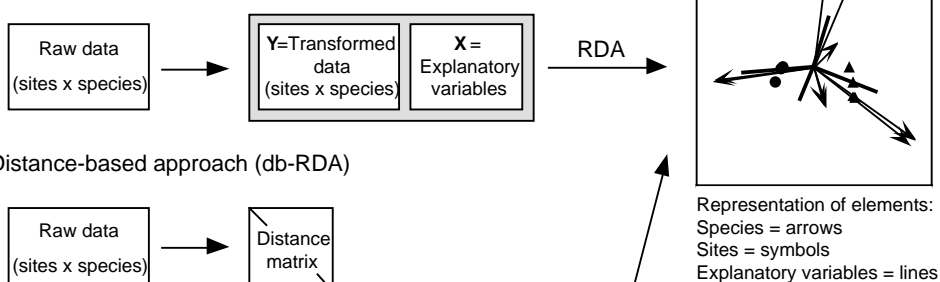 Raw data
(sites x species)
Y=Transformed
data
(sites x species)
X =
Explanatory
variables
RDA
Distance-based approach (db-RDA)
Raw data
(sites x species)
Distance
matrix
Representation of elements:
Species = arrows
Sites = symbols
Explanatory variables = lines